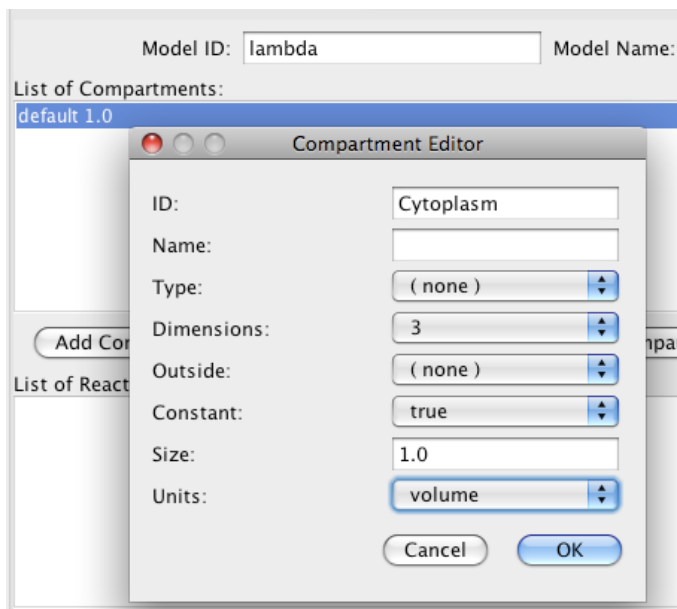 Model ID: lambda Model Name:
List of Compartments:
default 1.0
Compartment Editor
ID: Cytoplasm
Name:
Type: ( none )
Dimensions: 3
Add
Outside: ( none )
List of
Constant: true
Size: 1.0
Units: volume
Cancel OK